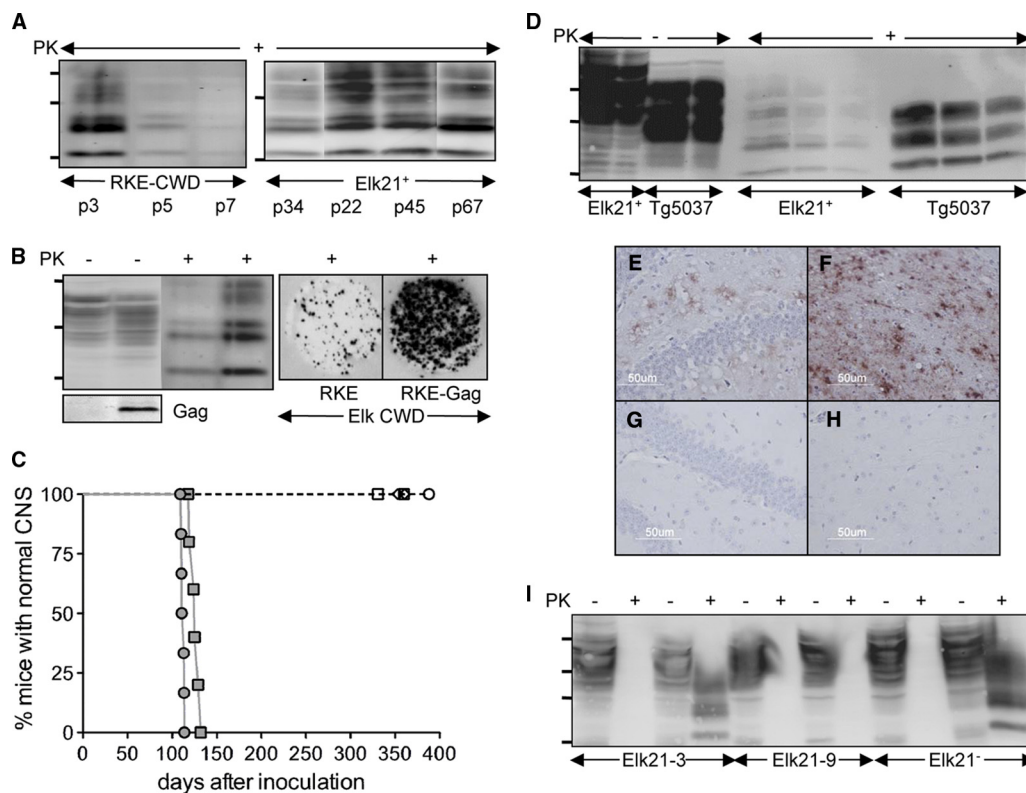 A
PK
+
RKE-CWD
Elk21⁺
p3 p5 p7 p34 p22 p45 p67
B
PK - - + + + +
Gag
RKE RKE-Gag
Elk CWD
C
% mice with normal CNS
100
75
50
25
0
0 50 100 150 200 250 300 350 400
days after inoculation
D
PK - +
Elk21⁺ Tg5037 Elk21⁺ Tg5037
E
50um
F
50um
G
50um
H
50um
I
PK - + - + - + - + - + - +
Elk21-3 Elk21-9 Elk21⁻